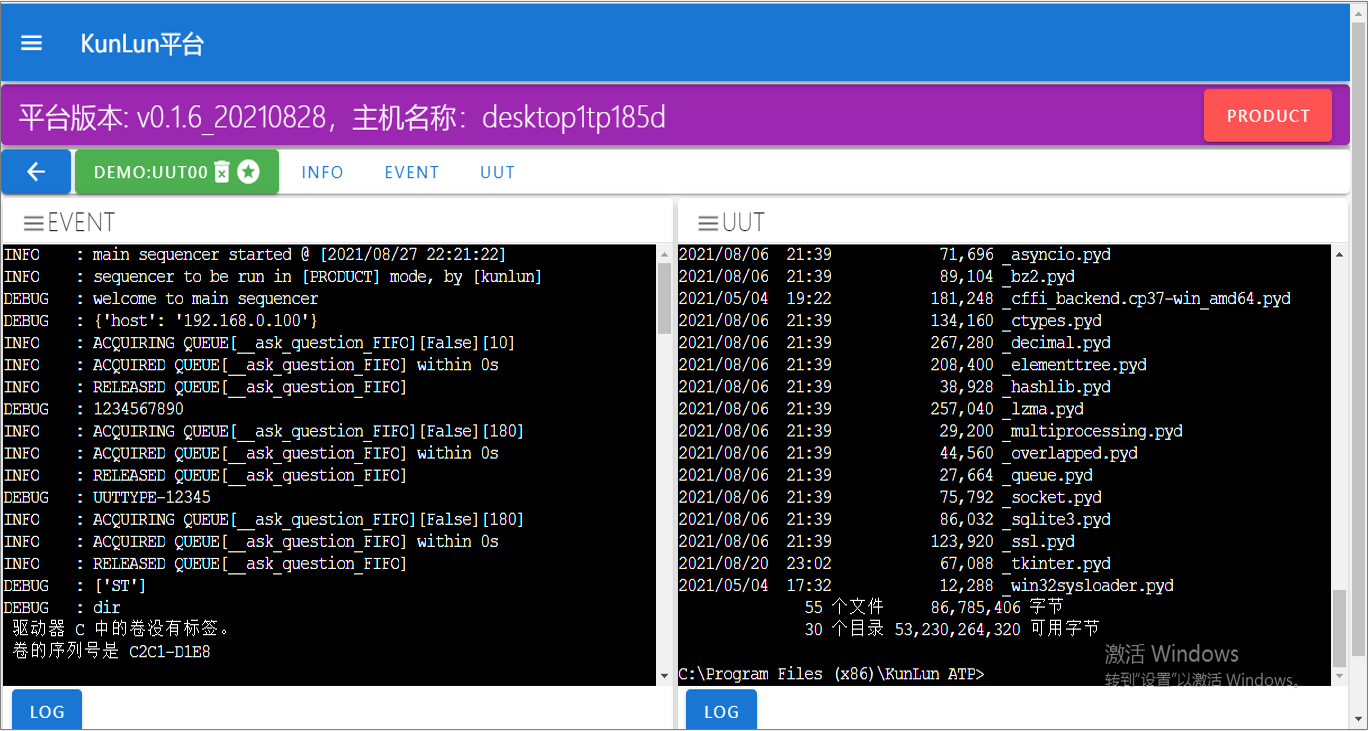 KunLun平台
平台版本: v0.1.6_20210828，主机名称：desktop1tp185d
PRODUCT
DEMO:UUT00
INFO
EVENT
UUT
EVENT
INFO    : main sequencer started @ [2021/08/27 22:21:22]
INFO    : sequencer to be run in [PRODUCT] mode, by [kunlun]
DEBUG   : welcome to main sequencer
DEBUG   : {'host': '192.168.0.100'}
INFO    : ACQUIRING QUEUE[__ask_question_FIFO][False][10]
INFO    : ACQUIRED QUEUE[__ask_question_FIFO] within 0s
INFO    : RELEASED QUEUE[__ask_question_FIFO]
DEBUG   : 1234567890
INFO    : ACQUIRING QUEUE[__ask_question_FIFO][False][180]
INFO    : ACQUIRED QUEUE[__ask_question_FIFO] within 0s
INFO    : RELEASED QUEUE[__ask_question_FIFO]
DEBUG   : UUTTYPE-12345
INFO    : ACQUIRING QUEUE[__ask_question_FIFO][False][180]
INFO    : ACQUIRED QUEUE[__ask_question_FIFO] within 0s
INFO    : RELEASED QUEUE[__ask_question_FIFO]
DEBUG   : ['ST']
DEBUG   : dir
驱动器 C 中的卷没有标签。
卷的序列号是 C2C1-D1E8
LOG
UUT
2021/08/06  21:39            71,696 _asyncio.pyd
2021/08/06  21:39            89,104 _bz2.pyd
2021/05/04  19:22           181,248 _cffi_backend.cp37-win_amd64.pyd
2021/08/06  21:39           134,160 _ctypes.pyd
2021/08/06  21:39           267,280 _decimal.pyd
2021/08/06  21:39           208,400 _elementtree.pyd
2021/08/06  21:39            38,928 _hashlib.pyd
2021/08/06  21:39           257,040 _lzma.pyd
2021/08/06  21:39            29,200 _multiprocessing.pyd
2021/08/06  21:39            44,560 _overlapped.pyd
2021/08/06  21:39            27,664 _queue.pyd
2021/08/06  21:39            75,792 _socket.pyd
2021/08/06  21:39            86,032 _sqlite3.pyd
2021/08/06  21:39           123,920 _ssl.pyd
2021/08/20  23:02            67,088 _tkinter.pyd
2021/05/04  17:32            12,288 _win32sysloader.pyd
55 个文件     86,785,406 字节
30 个目录 53,230,264,320 可用字节
C:\Program Files (x86)\KunLun ATP>
激活 Windows
转到“设置”以激活 Windows。
LOG